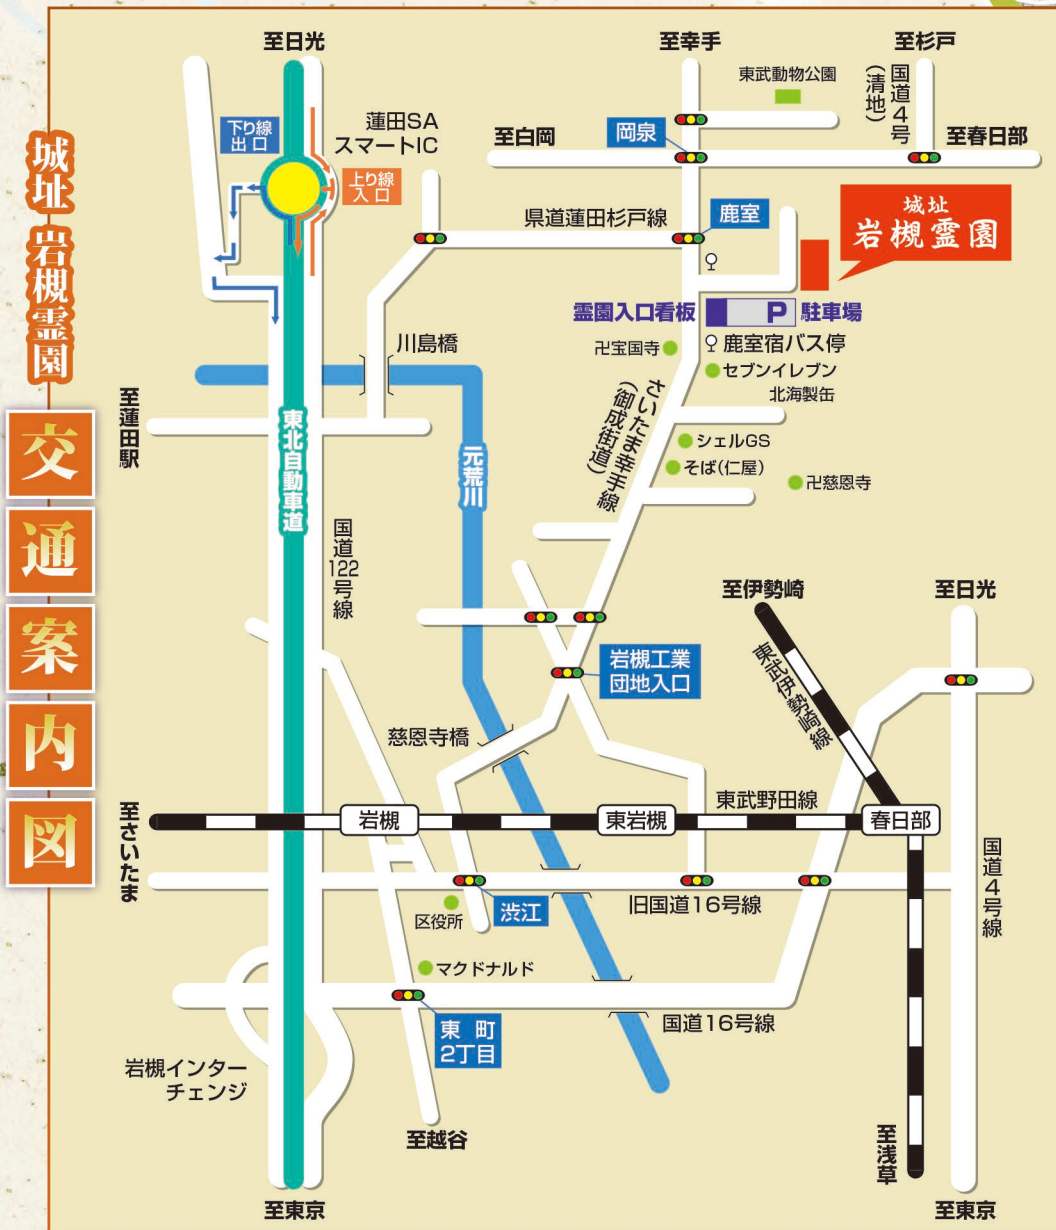 城址 岩槻霊園
交通案内図
至日光
至幸手
至杉戸
東武動物公園
国道4号
(清地)
下り線
出口
蓮田SA
スマートIC
至白岡
岡泉
至春日部
上り線
入口
県道蓮田杉戸線
鹿室
城址
岩槻霊園
霊園入口看板
P
駐車場
川島橋
卍宝国寺
鹿室宿バス停
セブンイレブン
北海製缶
至蓮田駅
さいたま幸手線
(御成街道)
シェルGS
そば(仁屋)
卍慈恩寺
東北自動車道
元荒川
国道122号線
至伊勢崎
至日光
岩槻工業
団地入口
東武伊勢崎線
慈恩寺橋
至さいたま
岩槻
東岩槻
東武野田線
春日部
国道4号線
区役所
渋江
旧国道16号線
マクドナルド
東町
2丁目
国道16号線
岩槻インター
チェンジ
至越谷
至浅草
至東京
至東京